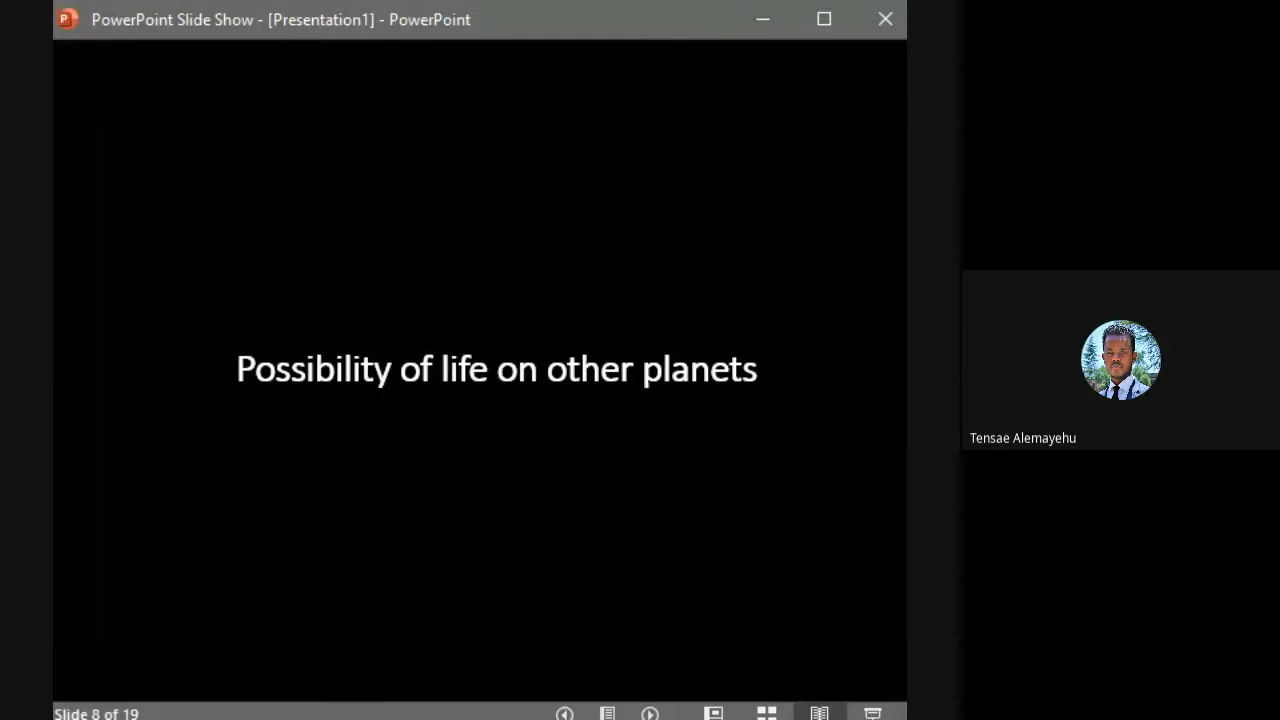 PowerPoint Slide Show - [Presentation1] - PowerPoint
Possibility of life on other planets
Tensae Alemayehu
Slide 8 of 19